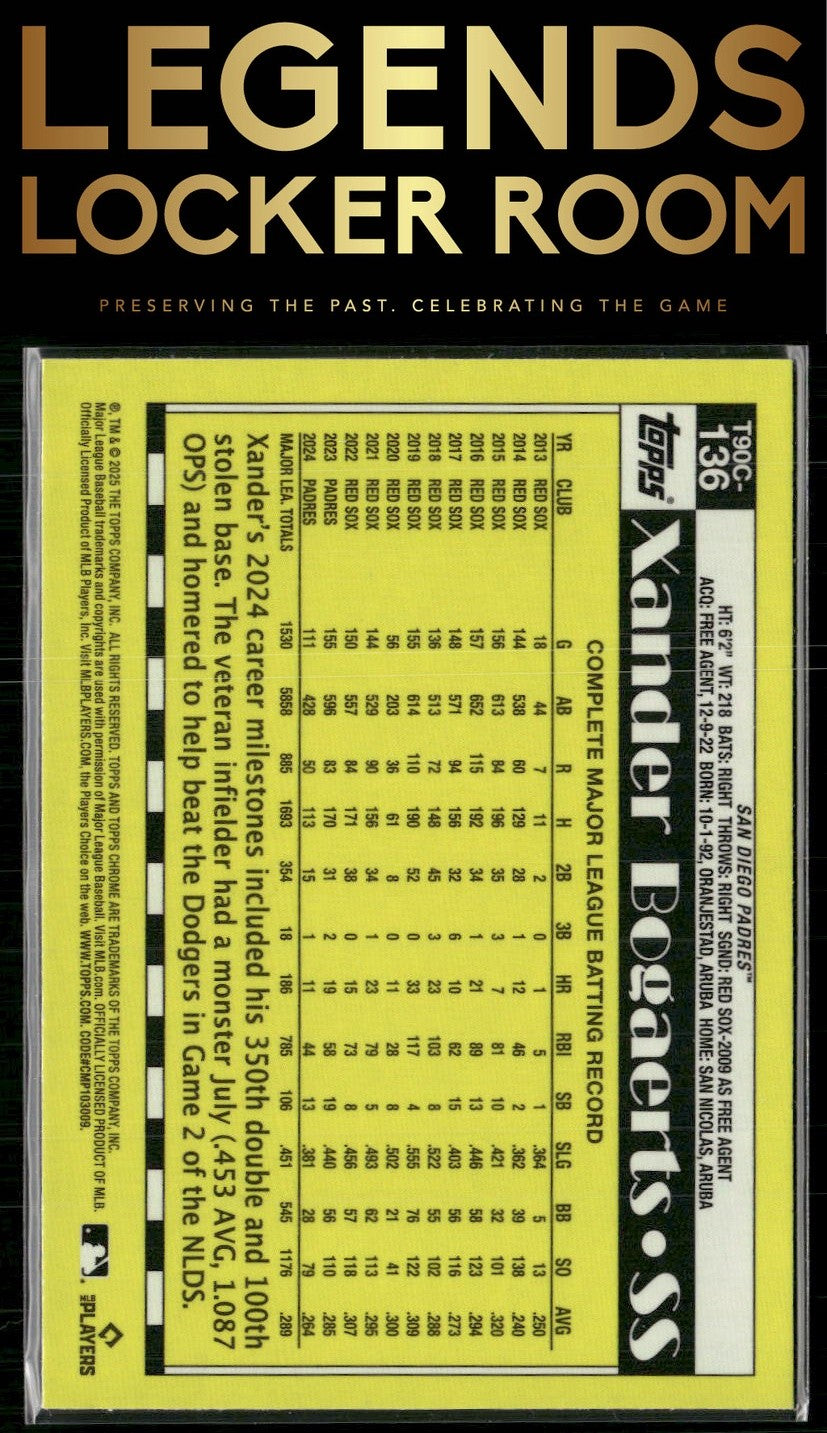 LEGENDS
LOCKER ROOM
PRESERVING THE PAST. CELEBRATING THE GAME
T90C-
136
topps®
SAN DIEGO PADRES™
HT: 6'2" WT: 218 BATS: RIGHT THROWS: RIGHT SGND: RED SOX-2009 AS FREE AGENT
ACQ: FREE AGENT, 12-9-22 BORN: 10-1-92, ORANJESTAD, ARUBA HOME: SAN NICOLAS, ARUBA
Xander Bogaerts • SS
COMPLETE MAJOR LEAGUE BATTING RECORD
YR CLUB G AB R H 2B 3B HR RBI SB SLG BB SO AVG
2013 RED SOX 18 44 7 11 2 0 1 5 1 .364 5 13 .250
2014 RED SOX 144 538 60 129 28 1 12 46 2 .362 39 138 .240
2015 RED SOX 156 613 84 196 35 3 7 81 10 .421 32 101 .320
2016 RED SOX 157 652 115 192 34 1 21 89 13 .446 58 123 .294
2017 RED SOX 148 571 94 156 32 6 10 62 15 .403 56 116 .273
2018 RED SOX 136 513 72 148 45 3 23 103 8 .522 55 102 .288
2019 RED SOX 155 614 110 190 52 0 33 117 4 .555 76 122 .309
2020 RED SOX 56 203 36 61 8 0 11 28 8 .502 21 41 .300
2021 RED SOX 144 529 90 156 34 1 23 79 5 .493 62 113 .295
2022 RED SOX 150 557 84 171 38 0 15 73 8 .456 57 118 .307
2023 PADRES 155 596 83 170 31 2 19 58 19 .440 56 110 .285
2024 PADRES 111 428 50 113 15 1 11 44 13 .381 28 79 .264
MAJOR LEA. TOTALS 1530 5858 885 1693 354 18 186 785 106 .451 545 1176 .289
Xander's 2024 career milestones included his 350th double and 100th
stolen base. The veteran infielder had a monster July (.453 AVG, 1.087
OPS) and homered to help beat the Dodgers in Game 2 of the NLDS.
®, TM & © 2025 THE TOPPS COMPANY, INC. ALL RIGHTS RESERVED. TOPPS AND TOPPS CHROME ARE TRADEMARKS OF THE TOPPS COMPANY, INC.
Major League Baseball trademarks and copyrights are used with permission of Major League Baseball. Visit MLB.com. OFFICIALLY LICENSED PRODUCT OF MLB.
Officially Licensed Product of MLB Players, Inc. Visit MLBPLAYERS.COM, the Players Choice on the web. WWW.TOPPS.COM. CODE#CMP103009.
MLB PLAYERS